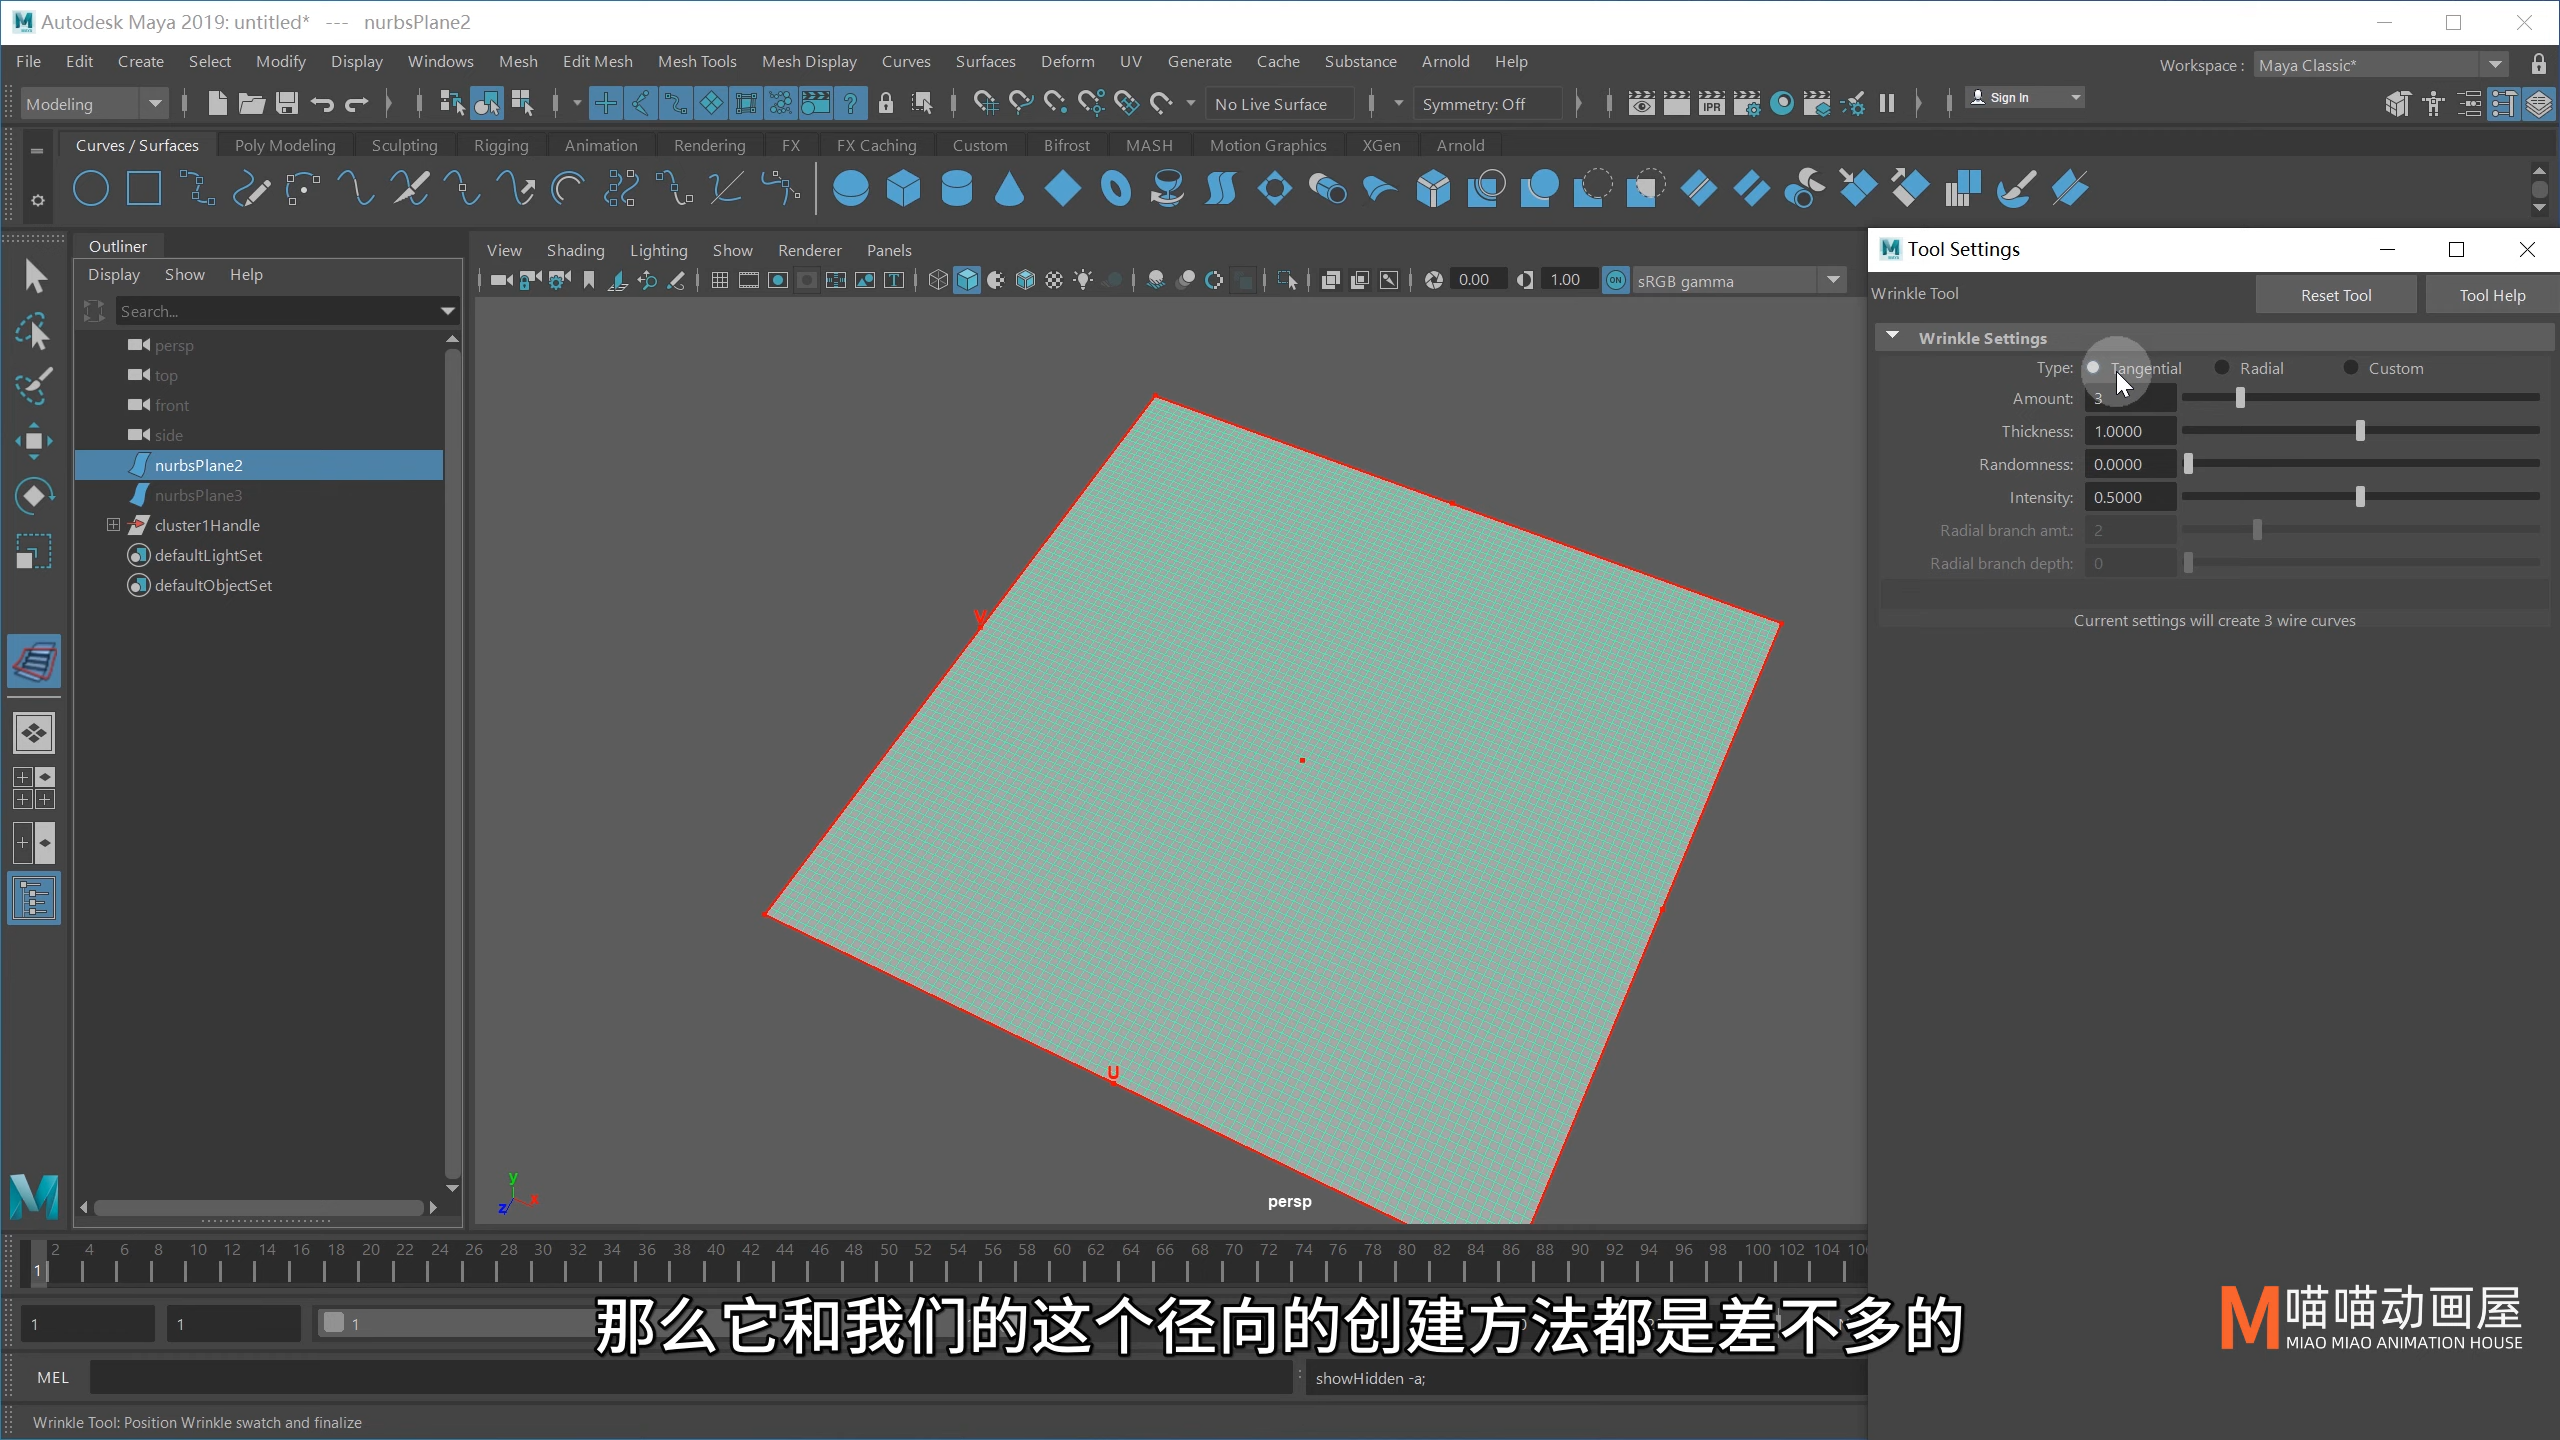 Autodesk Maya 2019: untitled* --- nurbsPlane2
File Edit Create Select Modify Display Windows Mesh Edit Mesh Mesh Tools Mesh Display Curves Surfaces Deform UV Generate Cache Substance Arnold Help
Workspace : Maya Classic*
Modeling
No Live Surface
Symmetry: Off
IPR
Sign In
Curves / Surfaces Poly Modeling Sculpting Rigging Animation Rendering FX FX Caching Custom Bifrost MASH Motion Graphics XGen Arnold
Outliner
Display Show Help
Search...
persp
top
front
side
nurbsPlane2
nurbsPlane3
cluster1Handle
defaultLightSet
defaultObjectSet
View Shading Lighting Show Renderer Panels
0.00 1.00 ON sRGB gamma
Tool Settings
Wrinkle Tool Reset Tool Tool Help
Wrinkle Settings
Type: Tangential Radial Custom
Amount: 3
Thickness: 1.0000
Randomness: 0.0000
Intensity: 0.5000
Radial branch amt.: 2
Radial branch depth: 0
Current settings will create 3 wire curves
V
U
y
z x
persp
2 4 6 8 10 12 14 16 18 20 22 24 26 28 30 32 34 36 38 40 42 44 46 48 50 52 54 56 58 60 62 64 66 68 70 72 74 76 78 80 82 84 86 88 90 92 94 96 98 100 102 104
1
1 1 1
那么它和我们的这个径向的创建方法都是差不多的
M 喵喵动画屋
MIAO MIAO ANIMATION HOUSE
MEL
showHidden -a;
Wrinkle Tool: Position Wrinkle swatch and finalize